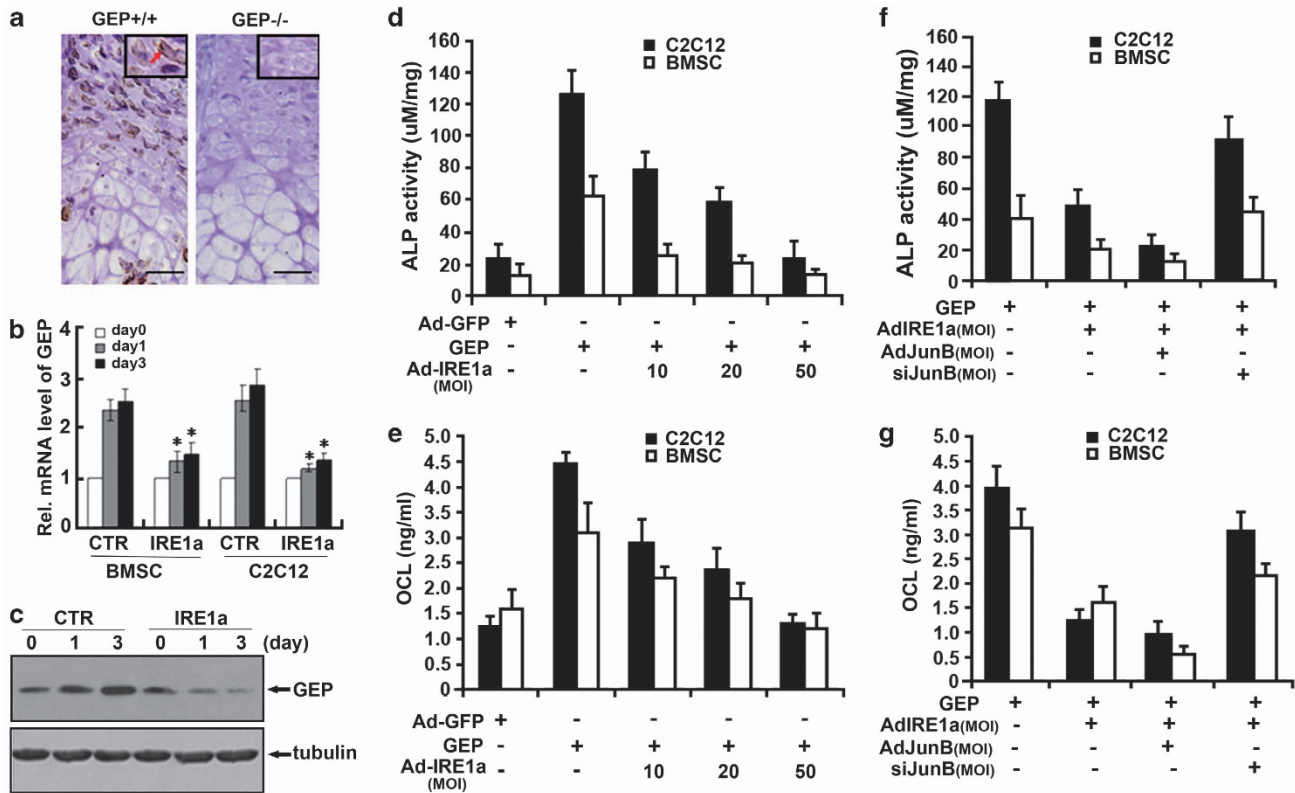 a
GEP+/+ GEP-/-
b
Rel. mRNA level of GEP
4
3
2
1
0
day0
day1
day3
* * * *
CTR IRE1a CTR IRE1a
BMSC C2C12
c
CTR IRE1a
0 1 3 0 1 3 (day)
GEP
tubulin
d
ALP activity (uM/mg)
160
140
120
100
80
60
40
20
0
C2C12
BMSC
Ad-GFP + - - - -
GEP - + + + +
Ad-IRE1a - - 10 20 50
(MOI)
e
OCL (ng/ml)
5.0
4.5
4.0
3.5
3.0
2.5
2.0
1.5
1.0
0.5
0
C2C12
BMSC
Ad-GFP + - - - -
GEP - + + + +
Ad-IRE1a - - 10 20 50
(MOI)
f
ALP activity (uM/mg)
160
140
120
100
80
60
40
20
0
C2C12
BMSC
GEP + + + +
AdIRE1a(MOI) - + + +
AdJunB(MOI) - - + -
siJunB(MOI) - - - +
g
OCL (ng/ml)
5.0
4.5
4.0
3.5
3.0
2.5
2.0
1.5
1.0
0.5
0
C2C12
BMSC
GEP + + + +
AdIRE1a(MOI) - + + +
AdJunB(MOI) - - + -
siJunB(MOI) - - - +